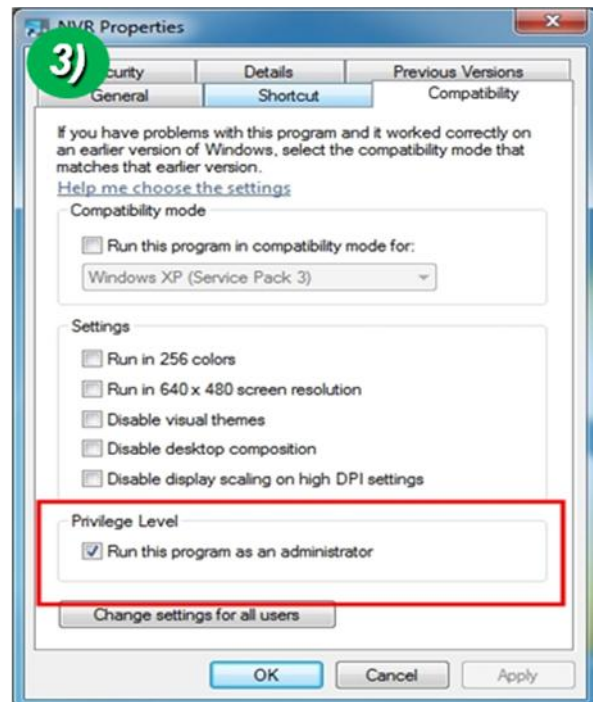 NVR Properties
3)
curity
Details
Previous Versions
General
Shortcut
Compatibility
If you have problems with this program and it worked correctly on
an earlier version of Windows, select the compatibility mode that
matches that earlier version.
Help me choose the settings
Compatibility mode
Run this program in compatibility mode for:
Windows XP (Service Pack 3)
Settings
Run in 256 colors
Run in 640 x 480 screen resolution
Disable visual themes
Disable desktop composition
Disable display scaling on high DPI settings
Privilege Level
Run this program as an administrator
Change settings for all users
OK
Cancel
Apply